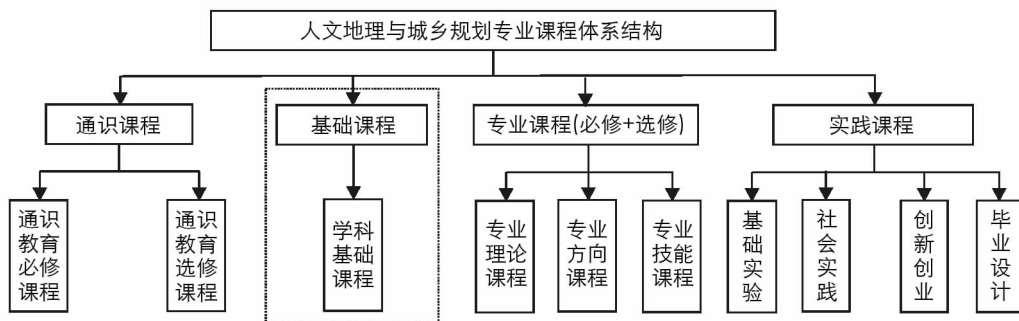 人文地理与城乡规划专业课程体系结构
通识课程
基础课程
专业课程(必修+选修)
实践课程
通识
教育
必修
课程
通识
教育
选修
课程
学科
基础
课程
专业
理论
课程
专业
方向
课程
专业
技能
课程
基础实验
社会实践
创新创业
毕业设计